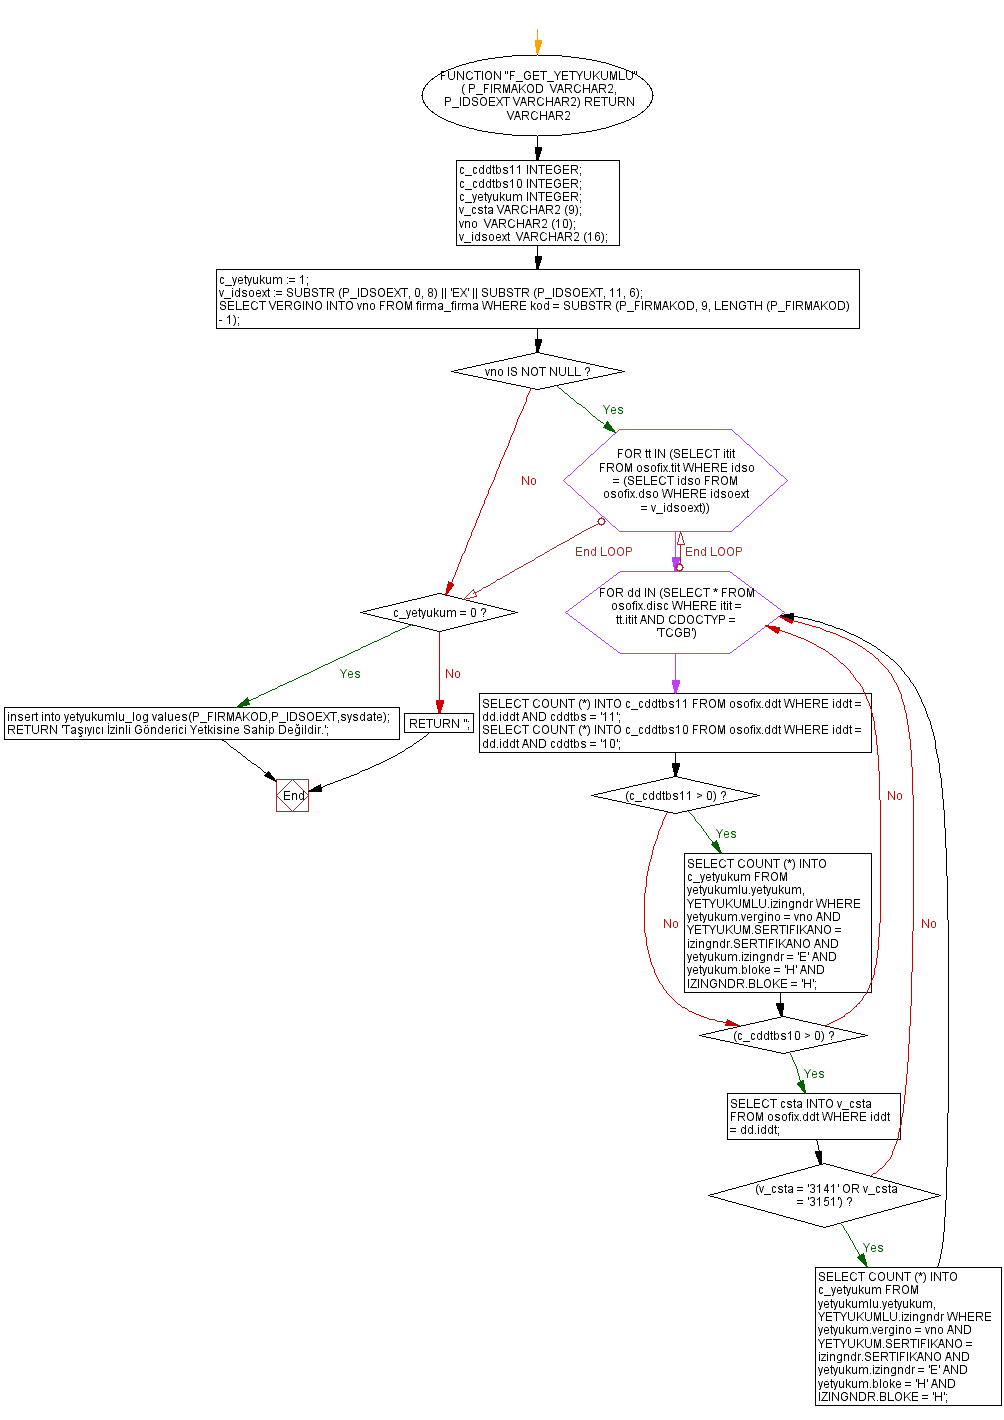 FUNCTION "F_GET_YETYUKUMLU"
( P_FIRMAKOD VARCHAR2,
P_IDSOEXT VARCHAR2) RETURN
VARCHAR2
c_cddtbs11 INTEGER;
c_cddtbs10 INTEGER;
c_yetyukum INTEGER;
v_csta VARCHAR2 (9);
vno VARCHAR2 (10);
v_idsoext VARCHAR2 (16);
c_yetyukum := 1;
v_idsoext := SUBSTR (P_IDSOEXT, 0, 8) || 'EX' || SUBSTR (P_IDSOEXT, 11, 6);
SELECT VERGINO INTO vno FROM firma_firma WHERE kod = SUBSTR (P_FIRMAKOD, 9, LENGTH (P_FIRMAKOD)
- 1);
vno IS NOT NULL ?
Yes
No
FOR tt IN (SELECT itit
FROM osofix.tit WHERE idso
= (SELECT idso FROM
osofix.dso WHERE idsoext
= v_idsoext))
End LOOP
End LOOP
FOR dd IN (SELECT * FROM
osofix.disc WHERE itit =
tt.itit AND CDOCTYP =
'TCGB')
c_yetyukum = 0 ?
Yes
No
insert into yetyukumlu_log values(P_FIRMAKOD,P_IDSOEXT,sysdate);
RETURN 'Taşıyıcı İzinli Gönderici Yetkisine Sahip Değildir.';
RETURN '';
End
SELECT COUNT (*) INTO c_cddtbs11 FROM osofix.ddt WHERE iddt =
dd.iddt AND cddtbs = '11';
SELECT COUNT (*) INTO c_cddtbs10 FROM osofix.ddt WHERE iddt =
dd.iddt AND cddtbs = '10';
(c_cddtbs11 > 0) ?
Yes
No
SELECT COUNT (*) INTO
c_yetyukum FROM
yetyukumlu.yetyukum,
YETYUKUMLU.izingndr WHERE
yetyukum.vergino = vno AND
YETYUKUM.SERTIFIKANO =
izingndr.SERTIFIKANO AND
yetyukum.izingndr = 'E' AND
yetyukum.bloke = 'H' AND
IZINGNDR.BLOKE = 'H';
(c_cddtbs10 > 0) ?
No
Yes
SELECT csta INTO v_csta
FROM osofix.ddt WHERE iddt
= dd.iddt;
(v_csta = '3141' OR v_csta
= '3151') ?
No
Yes
SELECT COUNT (*) INTO
c_yetyukum FROM
yetyukumlu.yetyukum,
YETYUKUMLU.izingndr WHERE
yetyukum.vergino = vno AND
YETYUKUM.SERTIFIKANO =
izingndr.SERTIFIKANO AND
yetyukum.izingndr = 'E' AND
yetyukum.bloke = 'H' AND
IZINGNDR.BLOKE = 'H';